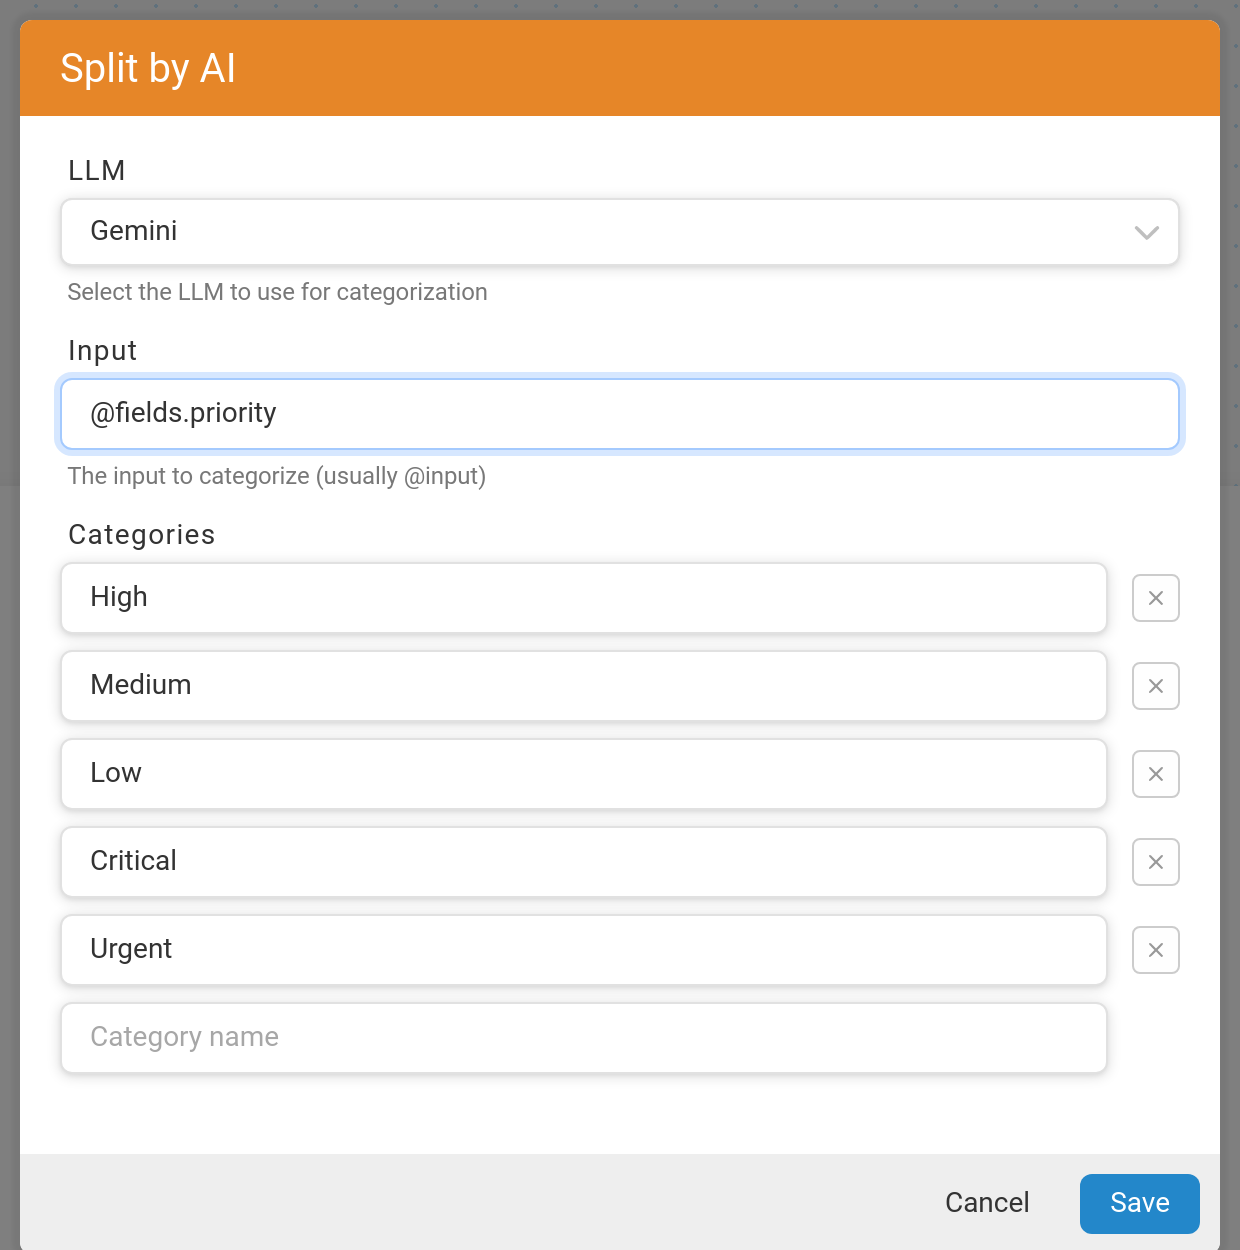 Split by AI
LLM
Gemini
Select the LLM to use for categorization
Input
@fields.priority
The input to categorize (usually @input)
Categories
High
Medium
Low
Critical
Urgent
Category name
Cancel
Save